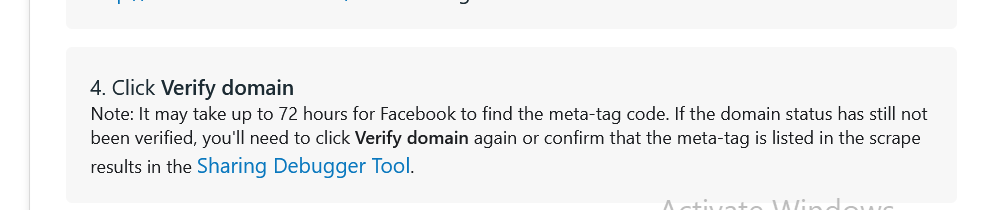 4. Click Verify domain
Note: It may take up to 72 hours for Facebook to find the meta-tag code. If the domain status has still not
been verified, you'll need to click Verify domain again or confirm that the meta-tag is listed in the scrape
results in the Sharing Debugger Tool.
Activate Windows